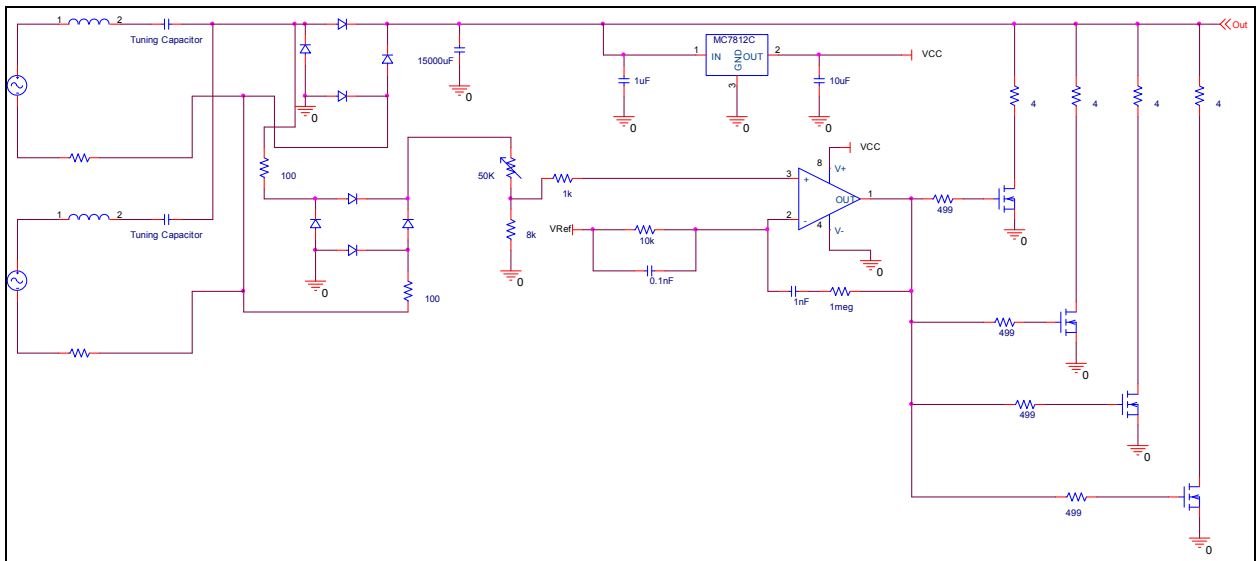 1 2
Tuning Capacitor
15000uF
0
0
MC7812C
1 IN OUT 2
GND
3
1uF
0
0
10uF
0
VCC
Out
4
4
4
4
100
50K
8k
0
1k
VCC
8
V+
3 +
OUT 1
2 -
V-
4
0
VRef
10k
0.1nF
1nF
1meg
499
0
1 2
Tuning Capacitor
0
100
499
0
499
0
499
0